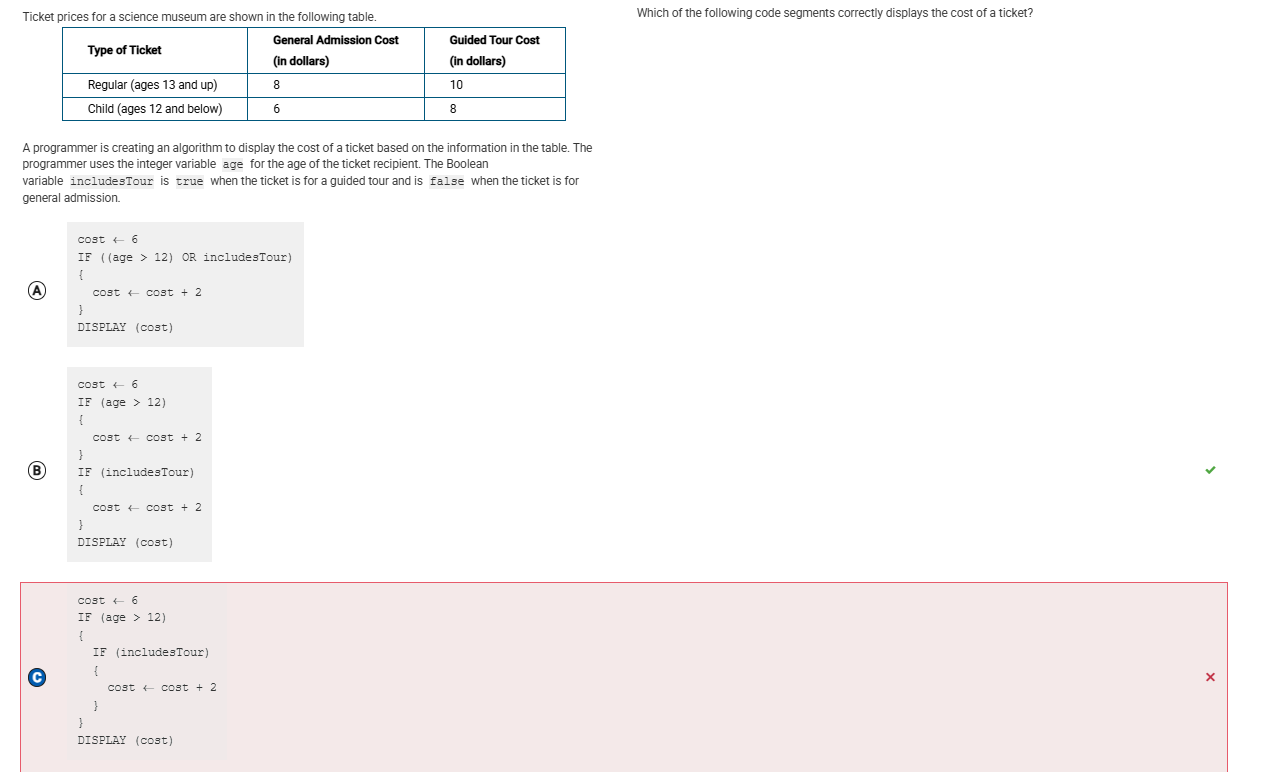 Ticket prices for a science museum are shown in the following table.
Type of Ticket
General Admission Cost
(in dollars)
Guided Tour Cost
(in dollars)
Regular (ages 13 and up) 8 10
Child (ages 12 and below) 6 8
A programmer is creating an algorithm to display the cost of a ticket based on the information in the table. The
programmer uses the integer variable age for the age of the ticket recipient. The Boolean
variable includesTour is true when the ticket is for a guided tour and is false when the ticket is for
general admission.
Which of the following code segments correctly displays the cost of a ticket?
A
cost ← 6
IF ((age > 12) OR includesTour)
{
cost ← cost + 2
}
DISPLAY (cost)
B
cost ← 6
IF (age > 12)
{
cost ← cost + 2
}
IF (includesTour)
{
cost ← cost + 2
}
DISPLAY (cost)
C
cost ← 6
IF (age > 12)
{
IF (includesTour)
{
cost ← cost + 2
}
}
DISPLAY (cost)